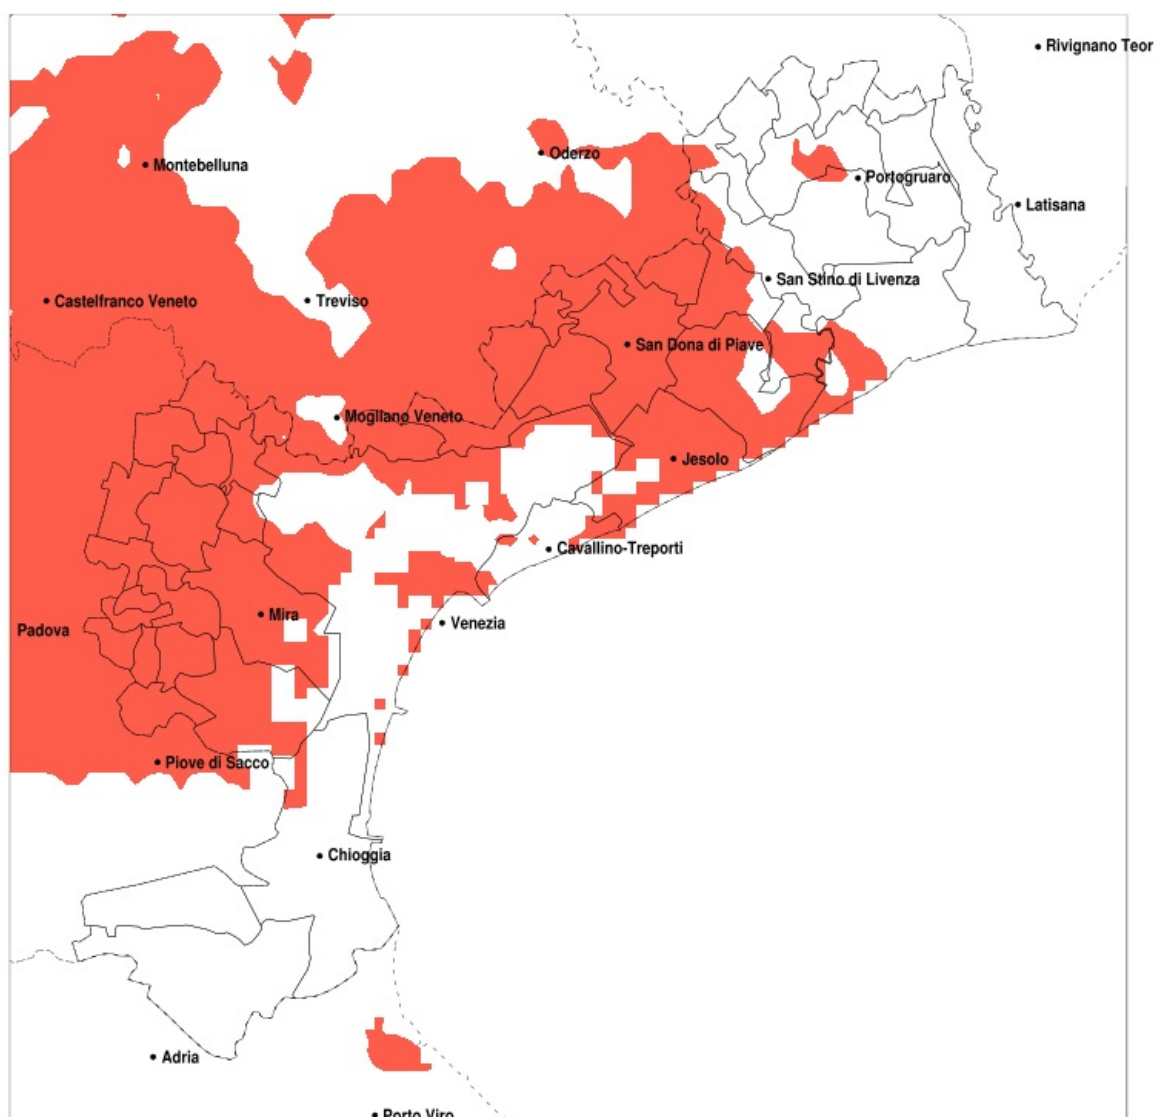 Rivignano Teor
Oderzo
Montebelluna
Portogruaro
Latisana
San Stino di Livenza
Castelfranco Veneto
Treviso
San Dona di Piave
Mogliano Veneto
Jesolo
Cavallino-Treporti
Mira
Venezia
Padova
Piove di Sacco
Chioggia
Adria
Porto Viro